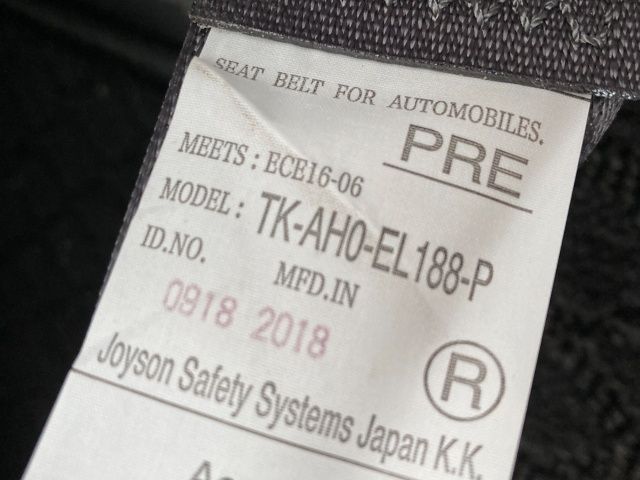 SEAT BELT FOR AUTOMOBILES.
PRE
MEETS : ECE16-06
MODEL : TK-AH0-EL188-P
ID.NO. MFD.IN
0918 2018
R
Joyson Safety Systems Japan K.K.